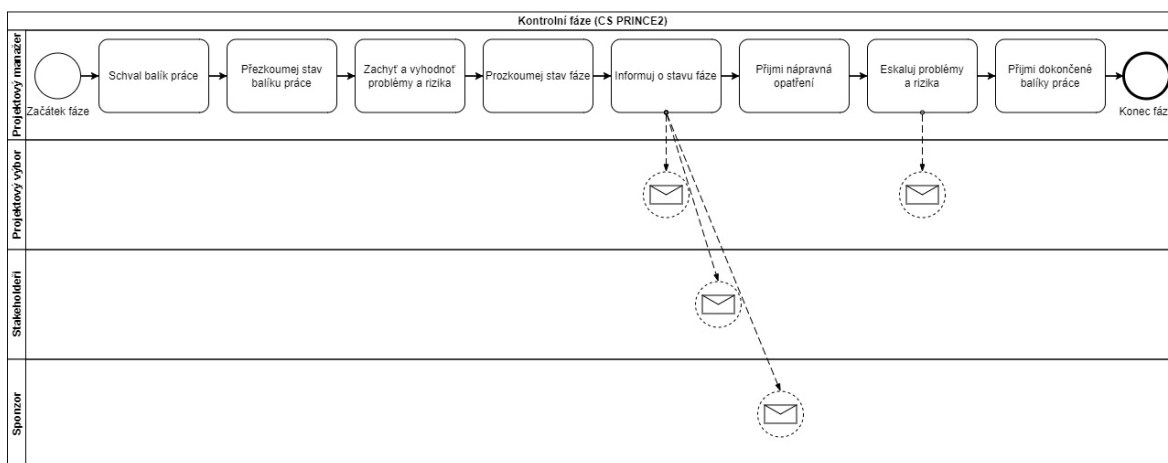 Kontrolní fáze (CS PRINCE2)
Projektový manažer
Začátek fáze
Schval balík práce
Přezkoumej stav
balíku práce
Zachyť a vyhodnoť
problémy a rizika
Prozkoumej stav fáze
Informuj o stavu fáze
Přijmi nápravná
opatření
Eskaluj problémy
a rizika
Přijmi dokončené
balíky práce
Konec fáz
Projektový výbor
Stakeholdeři
Sponzor